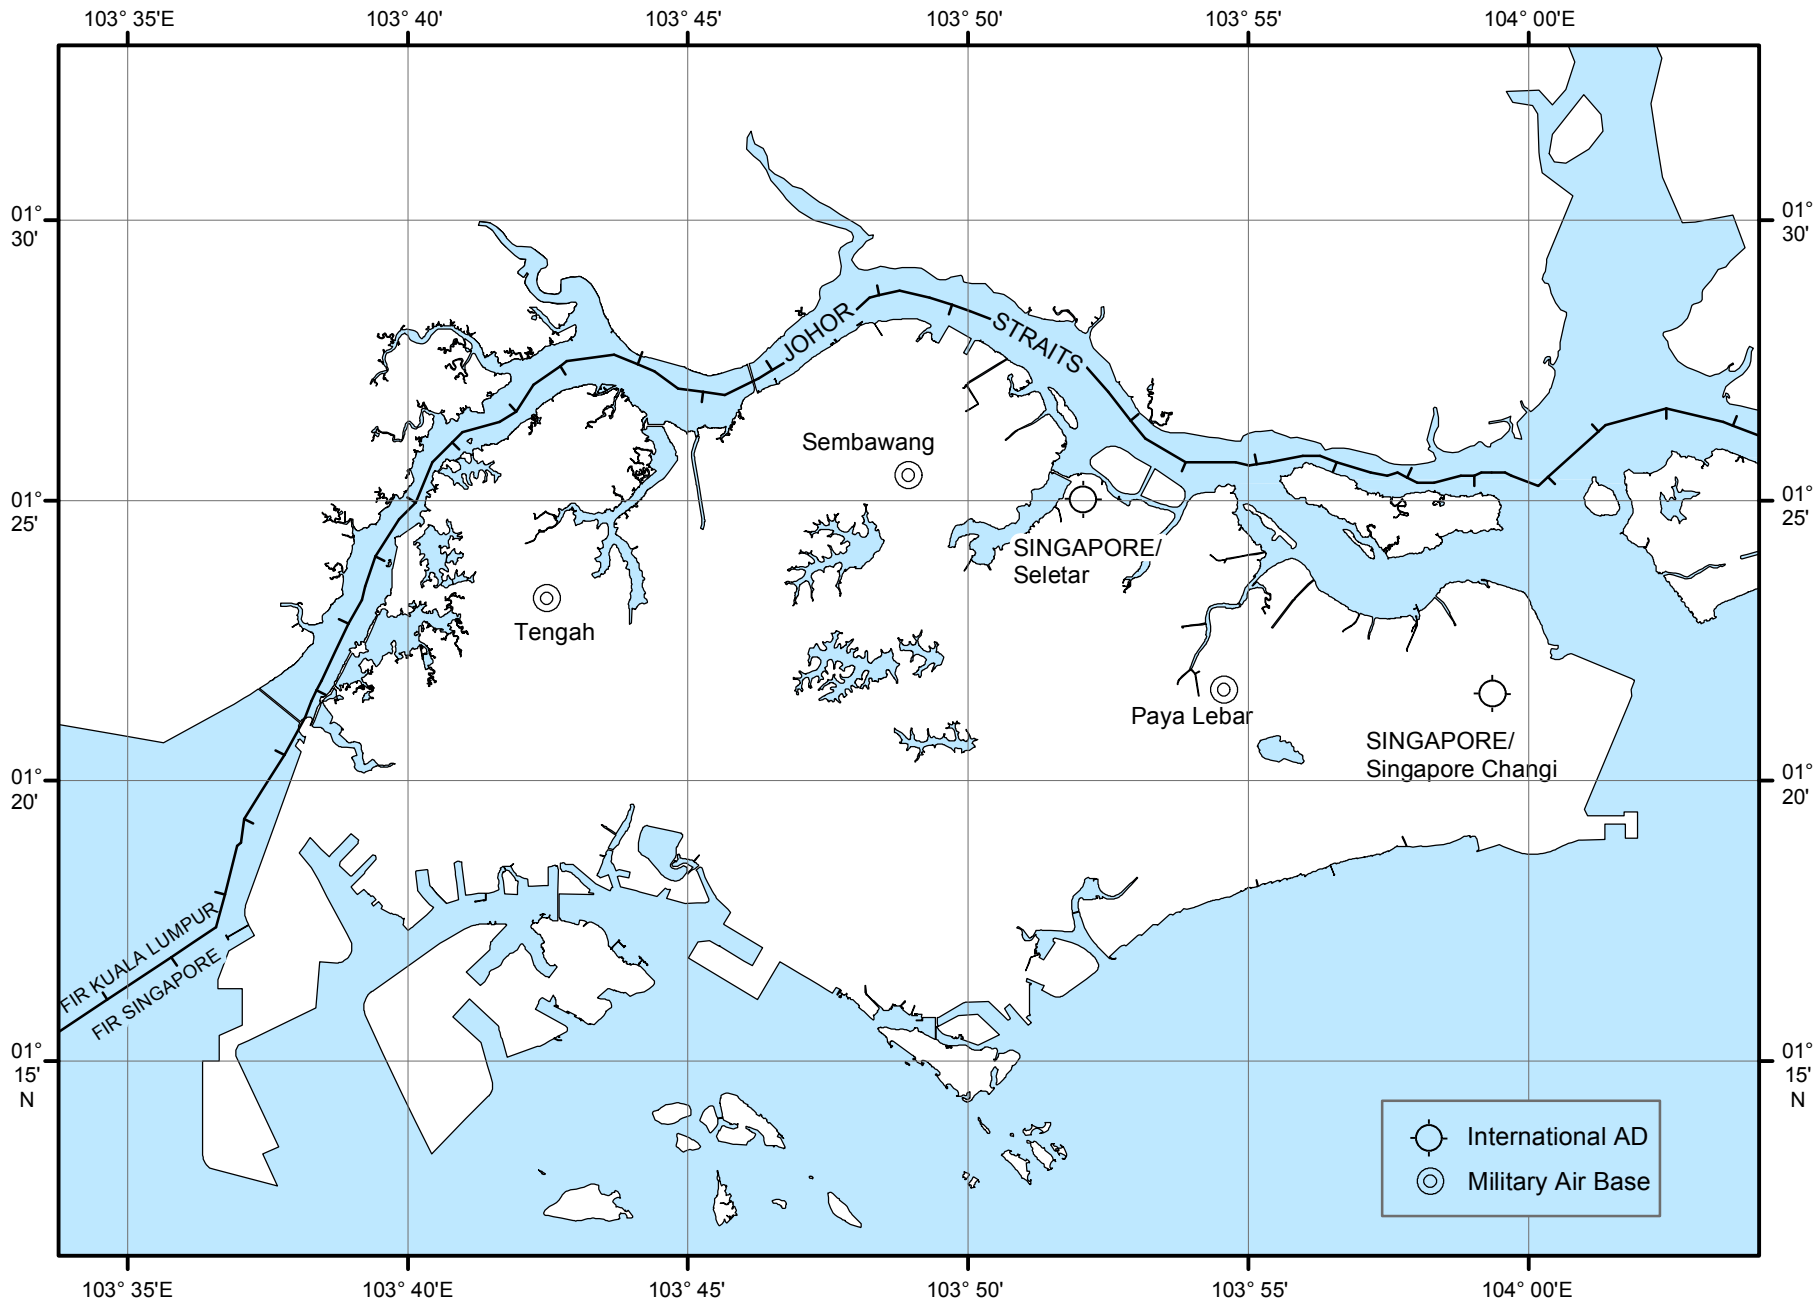 103° 35'E
103° 40'
103° 45'
103° 50'
103° 55'
104° 00'E
01°
30'
01°
30'
JOHOR
STRAITS
Sembawang
01°
25'
01°
25'
SINGAPORE/
Seletar
Tengah
Paya Lebar
SINGAPORE/
Singapore Changi
01°
20'
01°
20'
FIR KUALA LUMPUR
FIR SINGAPORE
01°
15'
N
01°
15'
N
International AD
Military Air Base
103° 35'E
103° 40'
103° 45'
103° 50'
103° 55'
104° 00'E